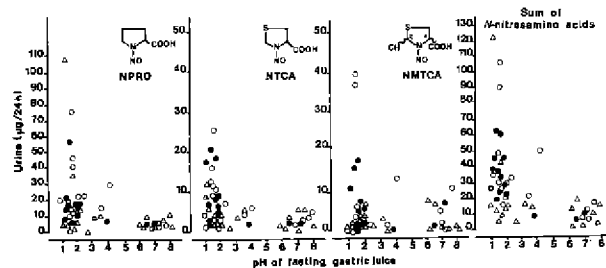 Sum of
N-nitrosamino acids
COOH
N
NO
NPRO
S
COOH
N
NO
NTCA
S
CH3
N
COOH
NO
NMTCA
Urine (µg/24h)
110
100
90
80
70
60
50
40
30
20
10
0
50
40
30
20
10
0
50
40
30
20
10
0
130
120
110
100
90
80
70
60
50
40
30
20
10
0
1 2 3 4 5 6 7 8
1 2 3 4 5 6 7 8
1 2 3 4 5 6 7 8
1 2 3 4 5 6 7 8
pH of fasting gastric juice